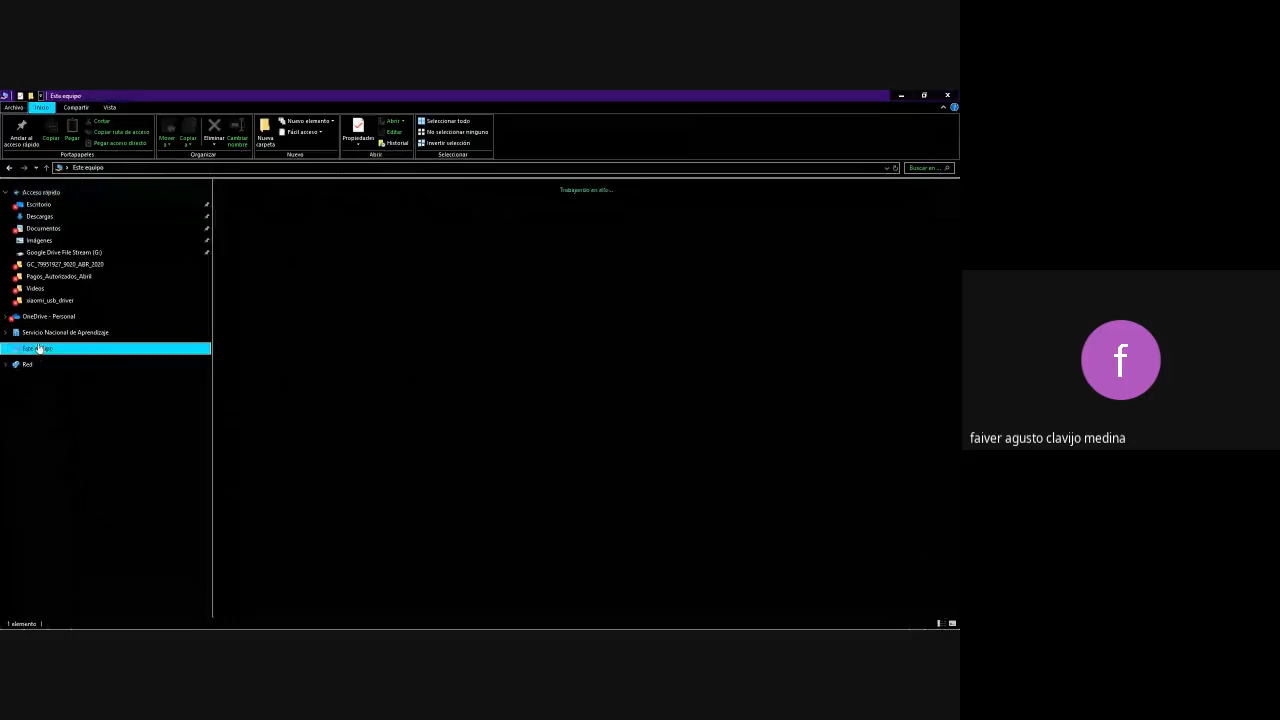 Este equipo
Archivo Inicio Compartir Vista
Anclar al acceso rápido
Copiar
Pegar
Cortar
Copiar ruta de acceso
Pegar acceso directo
Portapapeles
Mover a
Copiar a
Eliminar
Cambiar nombre
Organizar
Nueva carpeta
Nuevo elemento
Fácil acceso
Nuevo
Propiedades
Abrir
Editar
Historial
Abrir
Seleccionar todo
No seleccionar ninguno
Invertir selección
Seleccionar
Este equipo
Buscar en ...
Acceso rápido
Escritorio
Descargas
Documentos
Imágenes
Google Drive File Stream (G:)
GC_79951927_9020_ABR_2020
Pagos_Autorizados_Abril
Videos
xiaomi_usb_driver
OneDrive - Personal
Servicio Nacional de Aprendizaje
Este equipo
Red
Trabajando en ello...
1 elemento
f
faiver agusto clavijo medina